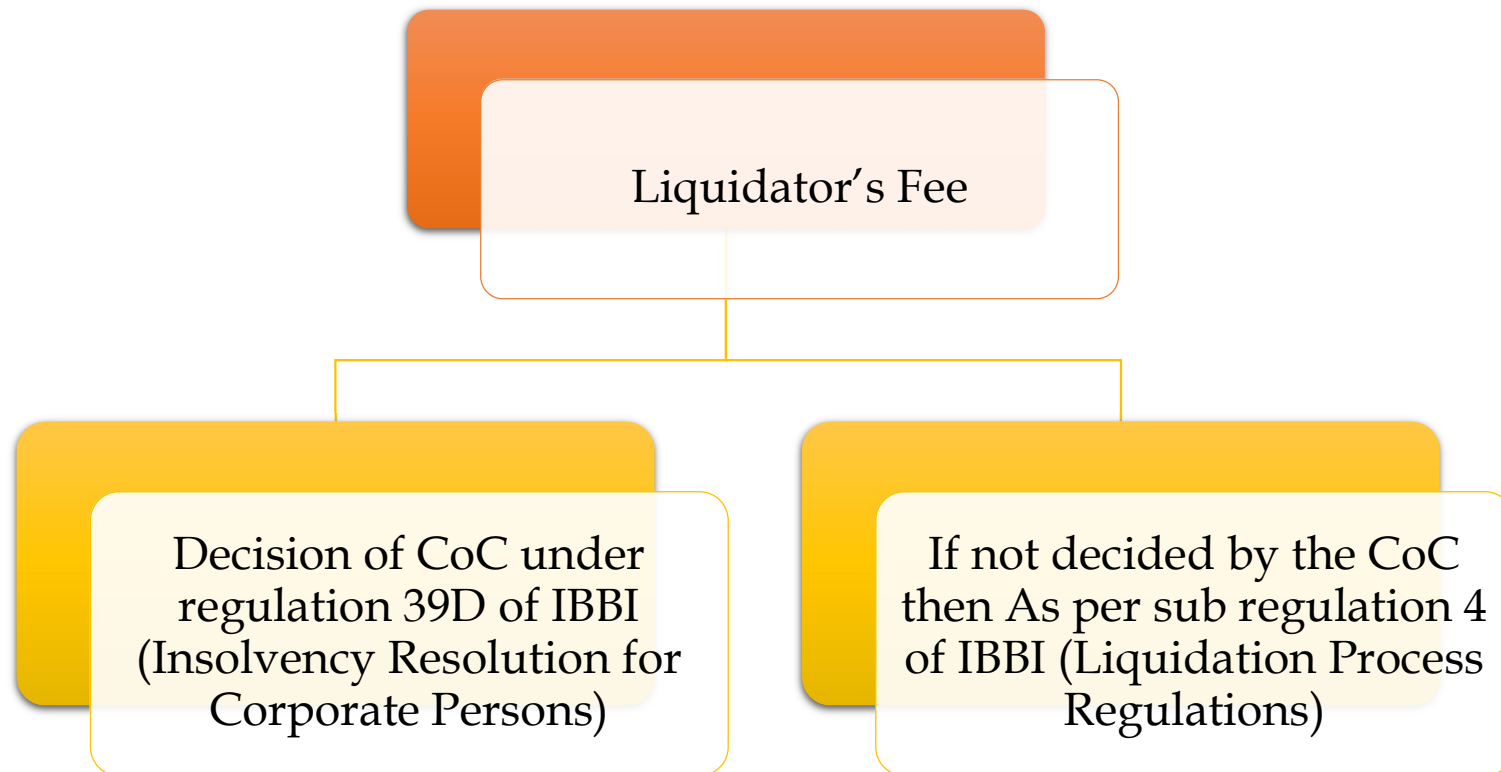 Liquidator’s Fee
Decision of CoC under
regulation 39D of IBBI
(Insolvency Resolution for
Corporate Persons)
If not decided by the CoC
then As per sub regulation 4
of IBBI (Liquidation Process
Regulations)